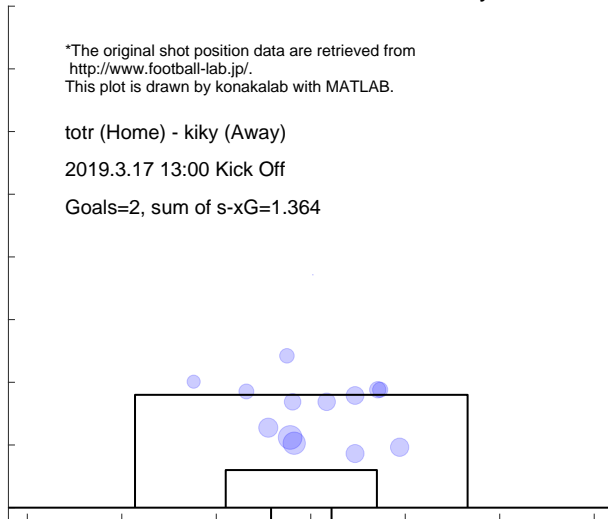 *The original shot position data are retrieved from
http://www.football-lab.jp/.
This plot is drawn by konakalab with MATLAB.
totr (Home) - kiky (Away)
2019.3.17 13:00 Kick Off
Goals=2, sum of s-xG=1.364